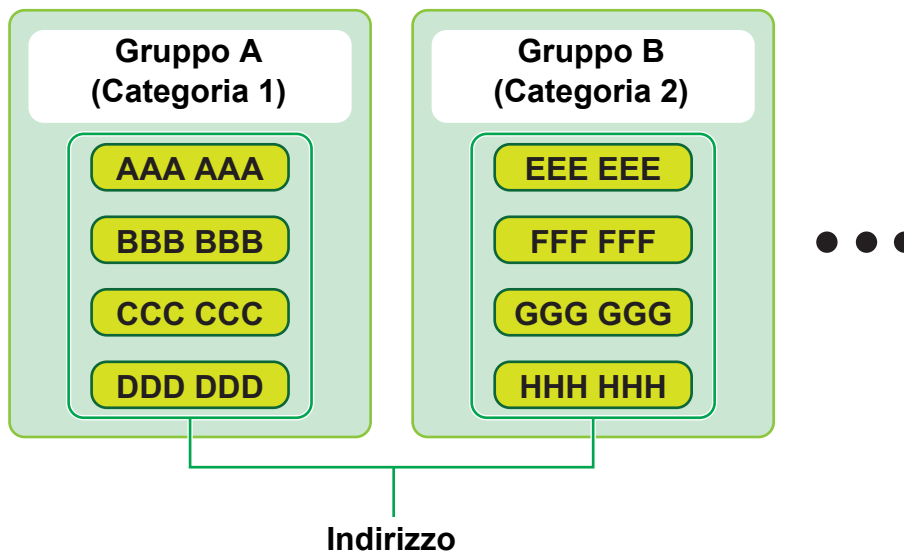 Gruppo A
(Categoria 1)
AAA AAA
BBB BBB
CCC CCC
DDD DDD
Gruppo B
(Categoria 2)
EEE EEE
FFF FFF
GGG GGG
HHH HHH
Indirizzo